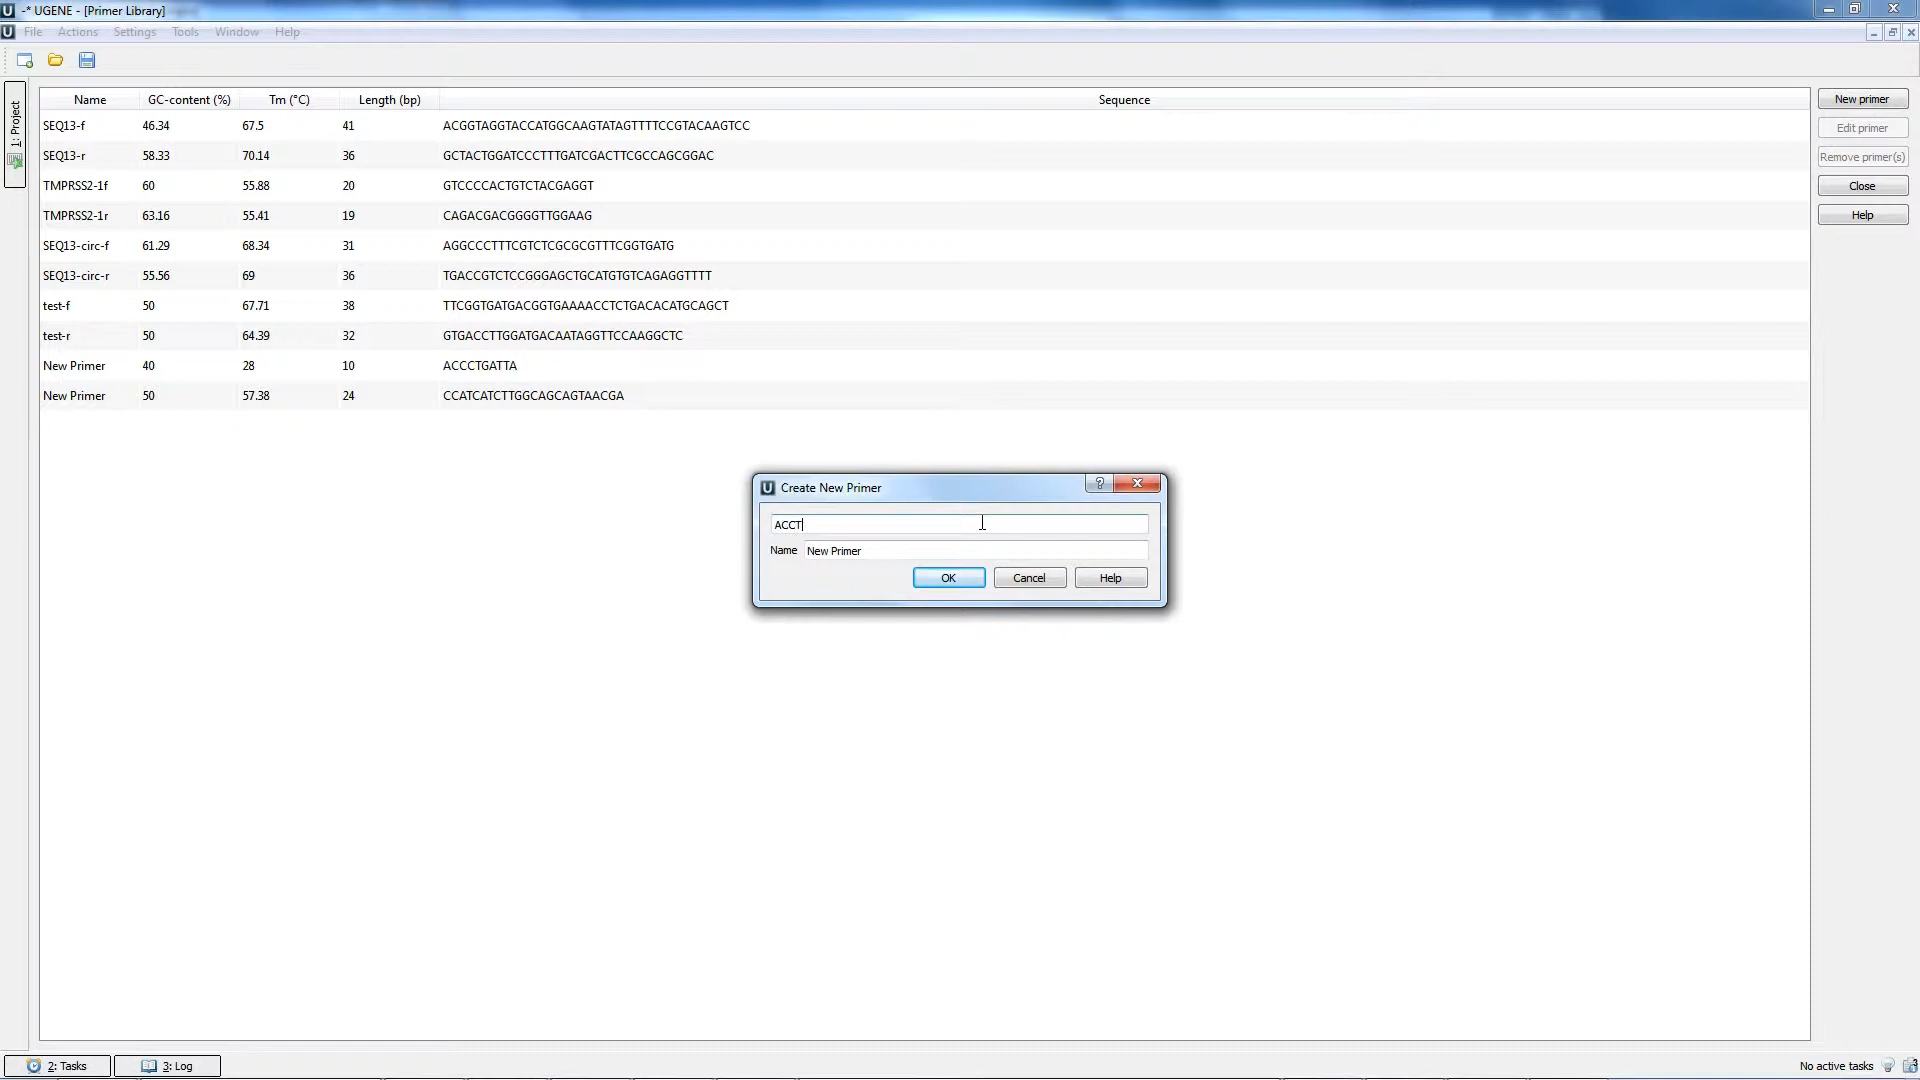 -* UGENE - [Primer Library]
File Actions Settings Tools Window Help
1: Project
Name GC-content (%) Tm (°C) Length (bp) Sequence
New primer
SEQ13-f 46.34 67.5 41 ACGGTAGGTACCATGGCAAGTATAGTTTTCCGTACAAGTCC
Edit primer
SEQ13-r 58.33 70.14 36 GCTACTGGATCCCTTTGATCGACTTCGCCAGCGGAC
Remove primer(s)
TMPRSS2-1f 60 55.88 20 GTCCCCACTGTCTACGAGGT
Close
TMPRSS2-1r 63.16 55.41 19 CAGACGACGGGGTTGGAAG
Help
SEQ13-circ-f 61.29 68.34 31 AGGCCCTTTCGTCTCGCGCGTTTCGGTGATG
SEQ13-circ-r 55.56 69 36 TGACCGTCTCCGGGAGCTGCATGTGTCAGAGGTTTT
test-f 50 67.71 38 TTCGGTGATGACGGTGAAAACCTCTGACACATGCAGCT
test-r 50 64.39 32 GTGACCTTGGATGACAATAGGTTCCAAGGCTC
New Primer 40 28 10 ACCCTGATTA
New Primer 50 57.38 24 CCATCATCTTGGCAGCAGTAACGA
Create New Primer
ACCT
Name New Primer
OK Cancel Help
2: Tasks 3: Log No active tasks